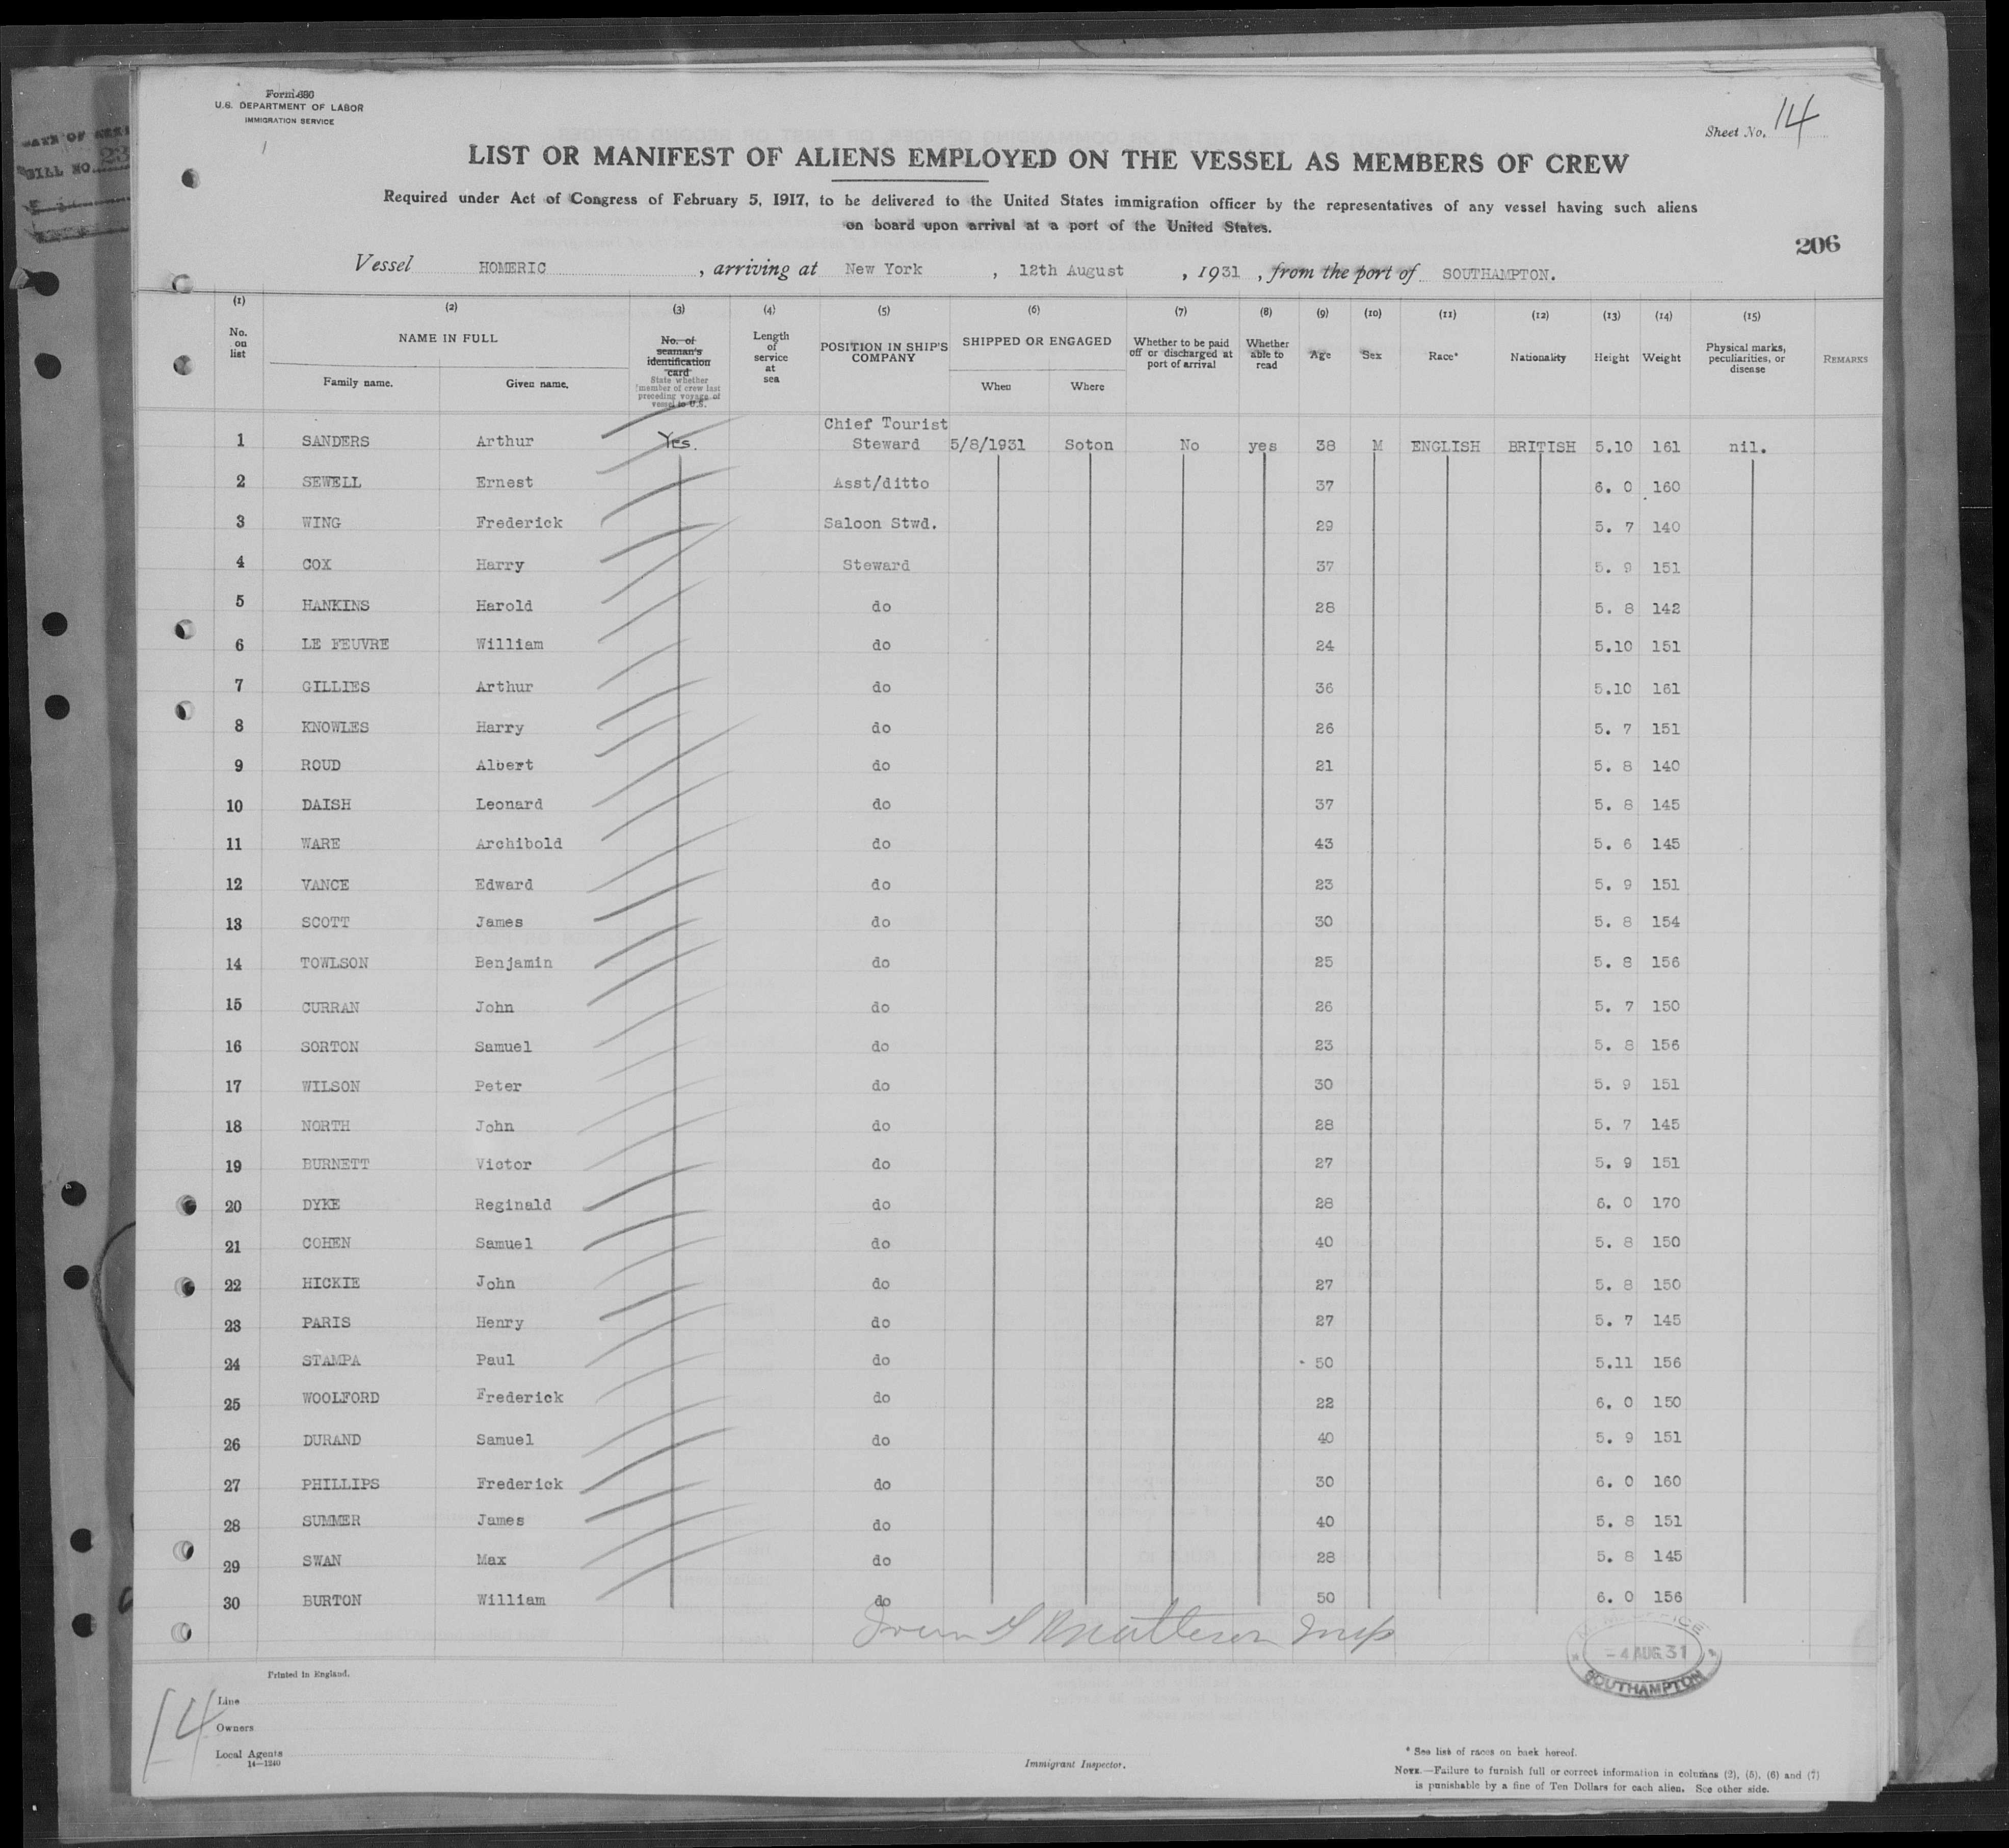 Form 680
U.S. DEPARTMENT OF LABOR
IMMIGRATION SERVICE
Sheet No. 14
LIST OR MANIFEST OF ALIENS EMPLOYED ON THE VESSEL AS MEMBERS OF CREW
Required under Act of Congress of February 5, 1917, to be delivered to the United States immigration officer by the representatives of any vessel having such aliens
on board upon arrival at a port of the United States.
206
Vessel HOMERIC , arriving at New York , 12th August , 1931 , from the port of SOUTHAMPTON.
(1) (2) (3) (4) (5) (6) (7) (8) (9) (10) (11) (12) (13) (14) (15)
No. on list NAME IN FULL Family name. Given name. No. of seaman's identification card State whether member of crew last preceding voyage of vessel to U.S. Length of service at sea POSITION IN SHIP'S COMPANY SHIPPED OR ENGAGED When Where Whether to be paid off or discharged at port of arrival Whether able to read Age Sex Race* Nationality Height Weight Physical marks, peculiarities, or disease REMARKS
1 SANDERS Arthur Yes. Chief Tourist Steward 5/8/1931 Soton No yes 38 M ENGLISH BRITISH 5.10 161 nil.
2 SEWELL Ernest Asst/ditto 37 6. 0 160
3 WING Frederick Saloon Stwd. 29 5. 7 140
4 COX Harry Steward 37 5. 9 151
5 HANKINS Harold do 28 5. 8 142
6 LE FEUVRE William do 24 5.10 151
7 GILLIES Arthur do 36 5.10 161
8 KNOWLES Harry do 26 5. 7 151
9 ROUD Albert do 21 5. 8 140
10 DAISH Leonard do 37 5. 8 145
11 WARE Archibold do 43 5. 6 145
12 VANCE Edward do 23 5. 9 151
13 SCOTT James do 30 5. 8 154
14 TOWLSON Benjamin do 25 5. 8 156
15 CURRAN John do 26 5. 7 150
16 SORTON Samuel do 23 5. 8 156
17 WILSON Peter do 30 5. 9 151
18 NORTH John do 28 5. 7 145
19 BURNETT Victor do 27 5. 9 151
20 DYKE Reginald do 28 6. 0 170
21 COHEN Samuel do 40 5. 8 150
22 HICKIE John do 27 5. 8 150
23 PARIS Henry do 27 5. 7 145
24 STAMPA Paul do 50 5.11 156
25 WOOLFORD Frederick do 22 6. 0 150
26 DURAND Samuel do 40 5. 9 151
27 PHILLIPS Frederick do 30 6. 0 160
28 SUMMER James do 40 5. 8 151
29 SWAN Max do 28 5. 8 145
30 BURTON William do 50 6. 0 156
4 AUG 31
SOUTHAMPTON
Printed in England.
14
Line
Owners
Local Agents
14—1240
Immigrant Inspector.
* See list of races on back hereof.
NOTE.—Failure to furnish full or correct information in columns (2), (5), (6) and (7)
is punishable by a fine of Ten Dollars for each alien. See other side.